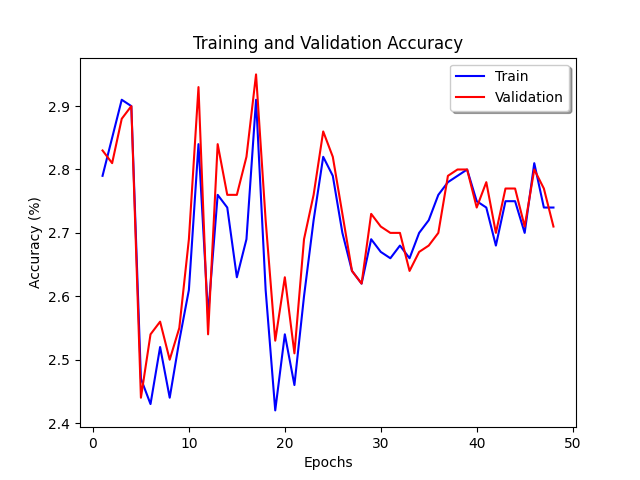 Training and Validation Accuracy
Train
Validation
Accuracy (%)
2.9
2.8
2.7
2.6
2.5
2.4
0 10 20 30 40 50
Epochs